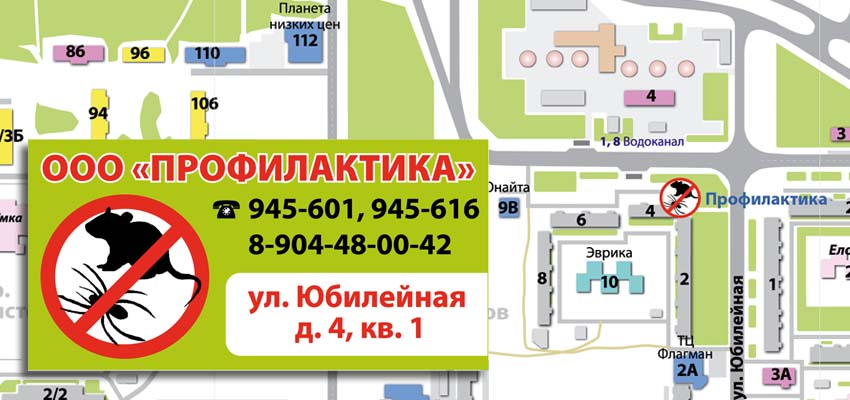 Планета
низких цен
86
96
110
112
94
106
/3Б
4
1, 8 Водоканал
3
ООО «ПРОФИЛАКТИКА»
945-601, 945-616
8-904-48-00-42
ул. Юбилейная
д. 4, кв. 1
Онайта
9В
6
4
Профилактика
2
8
Эврика
10
2
1
ул. Юбилейная
ТЦ
Флагман
2А
3А
2/2